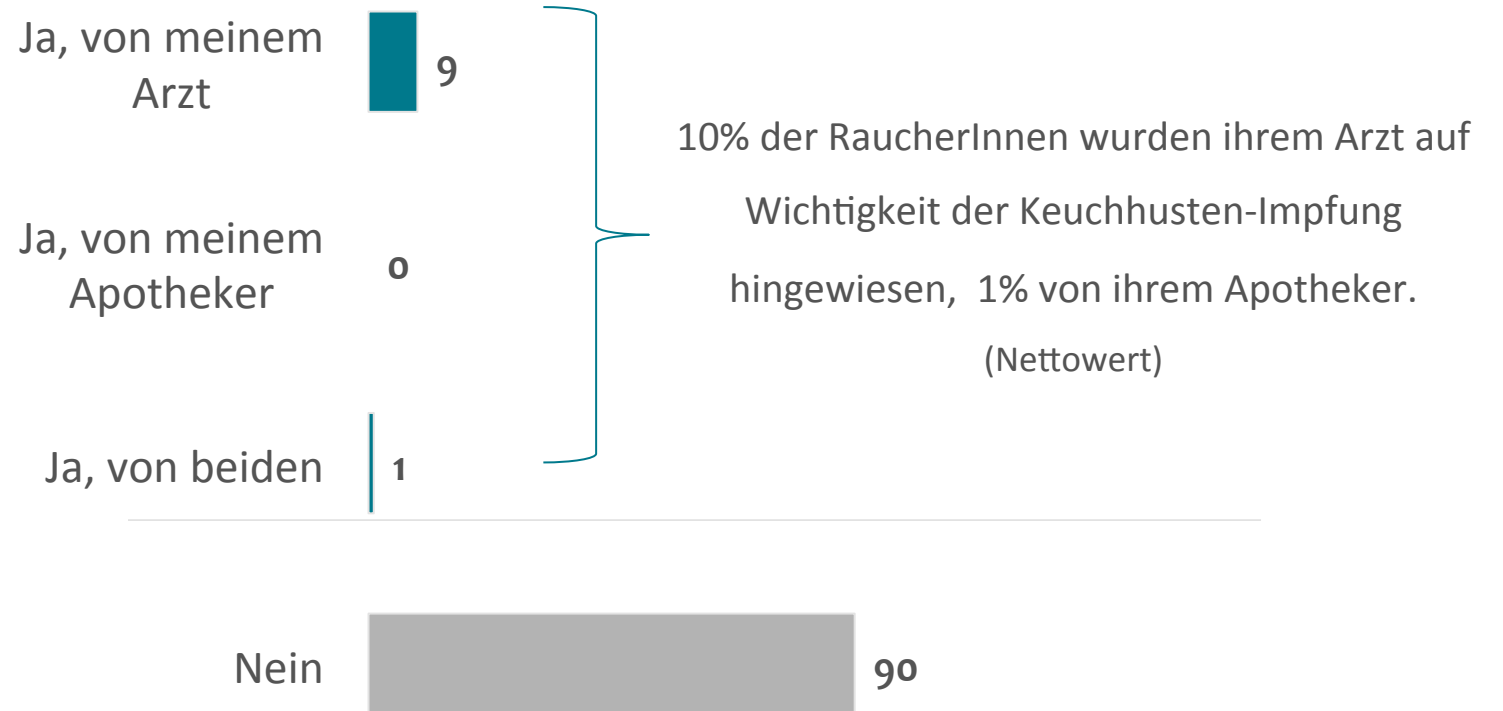 Ja, von meinem
Arzt
9
10% der RaucherInnen wurden ihrem Arzt auf
Wichtigkeit der Keuchhusten-Impfung
hingewiesen, 1% von ihrem Apotheker.
(Nettowert)
Ja, von meinem
Apotheker
0
Ja, von beiden
1
Nein
90